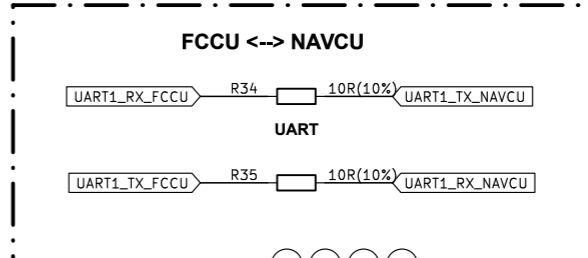 FCCU <--> NAVCU
UART1_RX_FCCU R34 10R(10%) UART1_TX_NAVCU
UART
UART1_TX_FCCU R35 10R(10%) UART1_RX_NAVCU